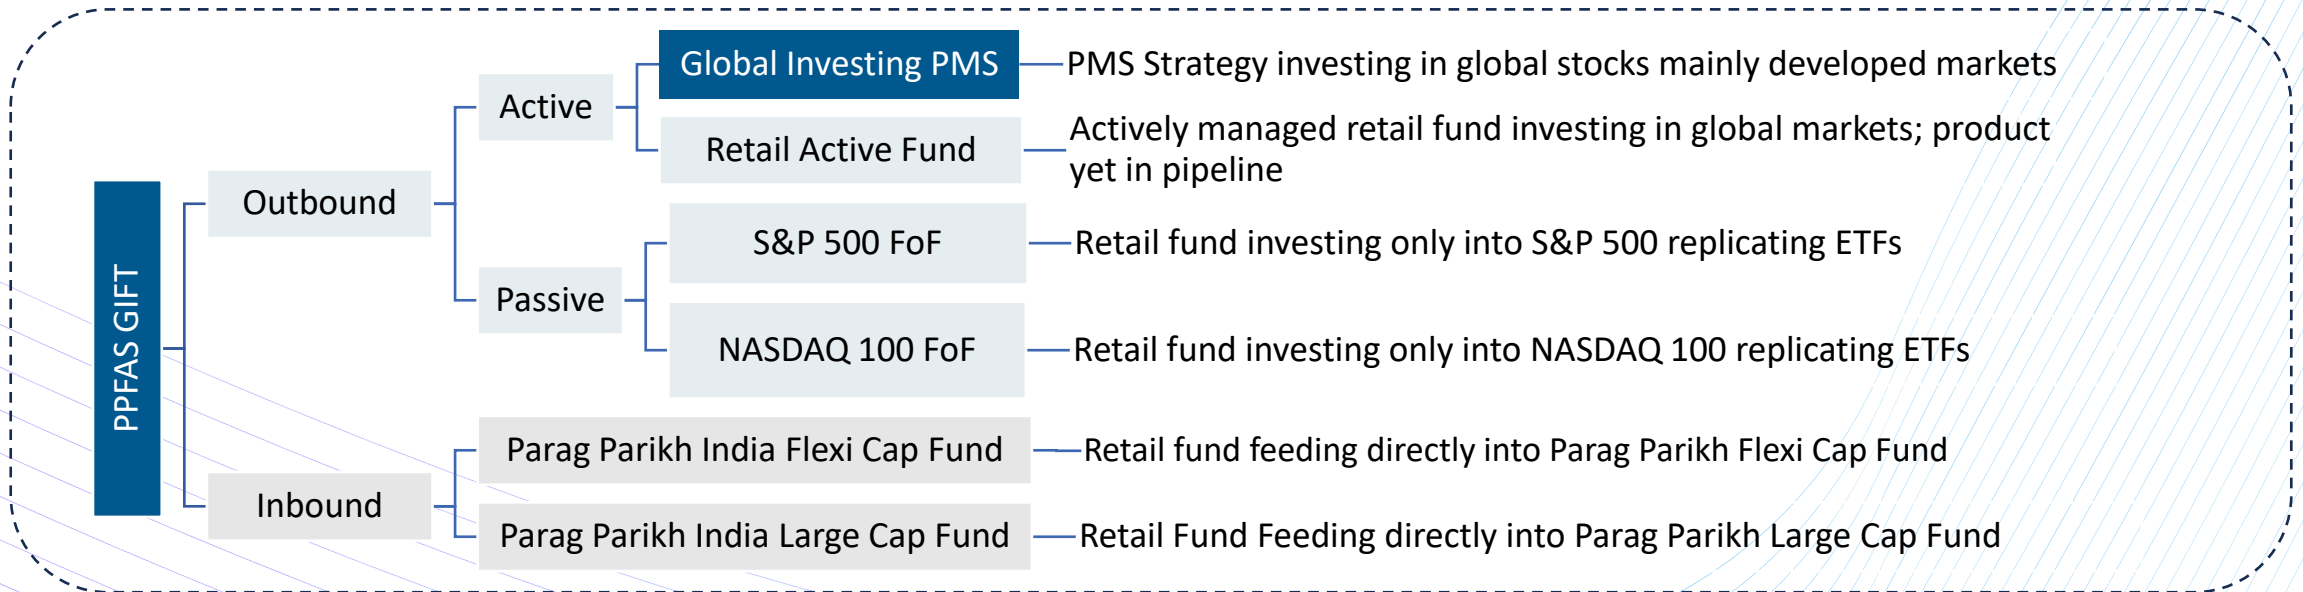 PPFAS GIFT
Outbound
Active
Global Investing PMS
PMS Strategy investing in global stocks mainly developed markets
Retail Active Fund
Actively managed retail fund investing in global markets; product
yet in pipeline
Passive
S&P 500 FoF
Retail fund investing only into S&P 500 replicating ETFs
NASDAQ 100 FoF
Retail fund investing only into NASDAQ 100 replicating ETFs
Inbound
Parag Parikh India Flexi Cap Fund
Retail fund feeding directly into Parag Parikh Flexi Cap Fund
Parag Parikh India Large Cap Fund
Retail Fund Feeding directly into Parag Parikh Large Cap Fund